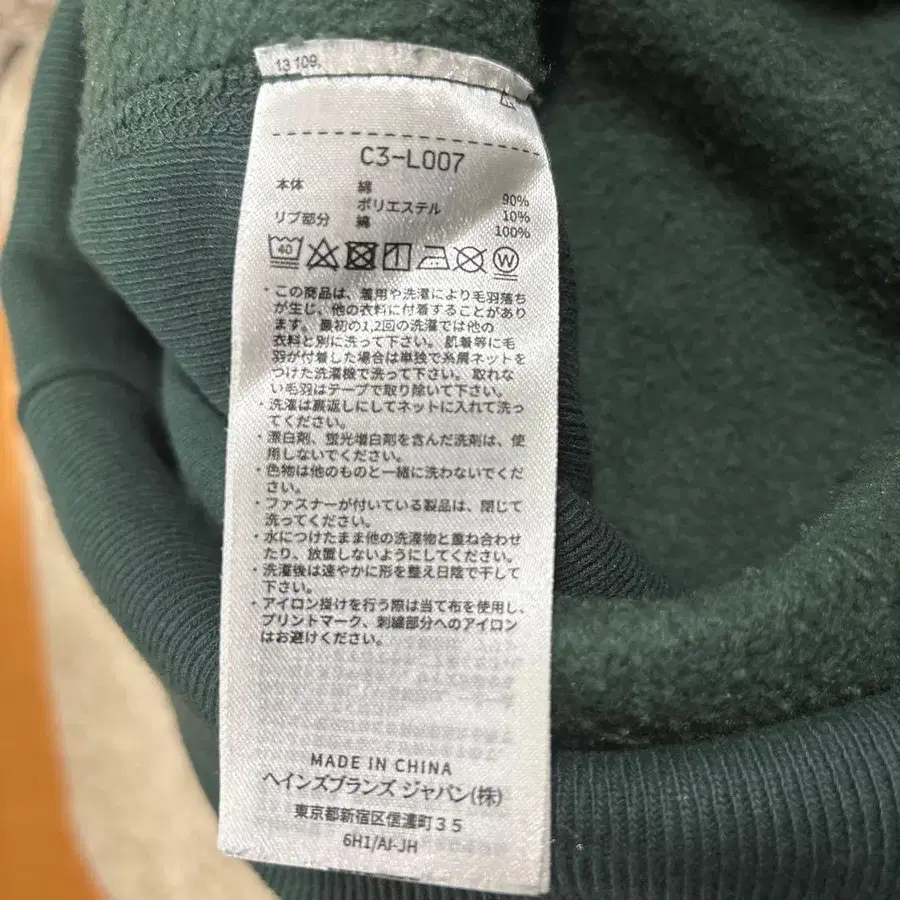 13 109
C3-L007
本体 綿 90%
ポリエステル 10%
リブ部分 綿 100%
40 W
・この商品は、着用や洗濯により毛羽落ち
が生じ、他の衣料に付着することがあり
ます。最初の1,2回の洗濯では他の
衣料と別に洗って下さい。肌着等に毛
羽が付着した場合は単独で糸屑ネットを
つけた洗濯機で洗って下さい。取れな
い毛羽はテープで取り除いて下さい。
・洗濯は裏返しにしてネットに入れて洗っ
てください。
・漂白剤、蛍光増白剤を含んだ洗剤は、使
用しないでください。
・色物は他のものと一緒に洗わないでくだ
さい。
・ファスナーが付いている製品は、閉じて
洗ってください。
・水につけたまま他の洗濯物と重ね合わせ
たり、放置しないようにしてください。
・洗濯後は速やかに形を整え日陰で干して
下さい。
・アイロン掛けを行う際は当て布を使用し、
プリントマーク、刺繍部分へのアイロン
はお避けください。
MADE IN CHINA
ヘインズブランズ ジャパン(株)
東京都新宿区信濃町35
6H1/AI-JH